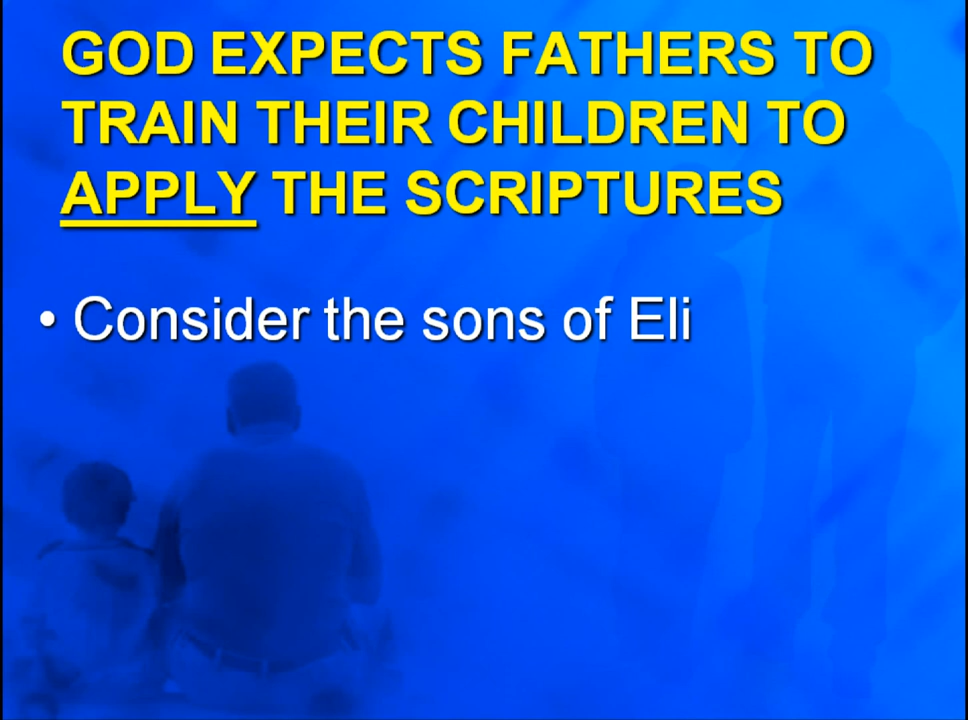 GOD EXPECTS FATHERS TO
TRAIN THEIR CHILDREN TO
APPLY THE SCRIPTURES
• Consider the sons of Eli